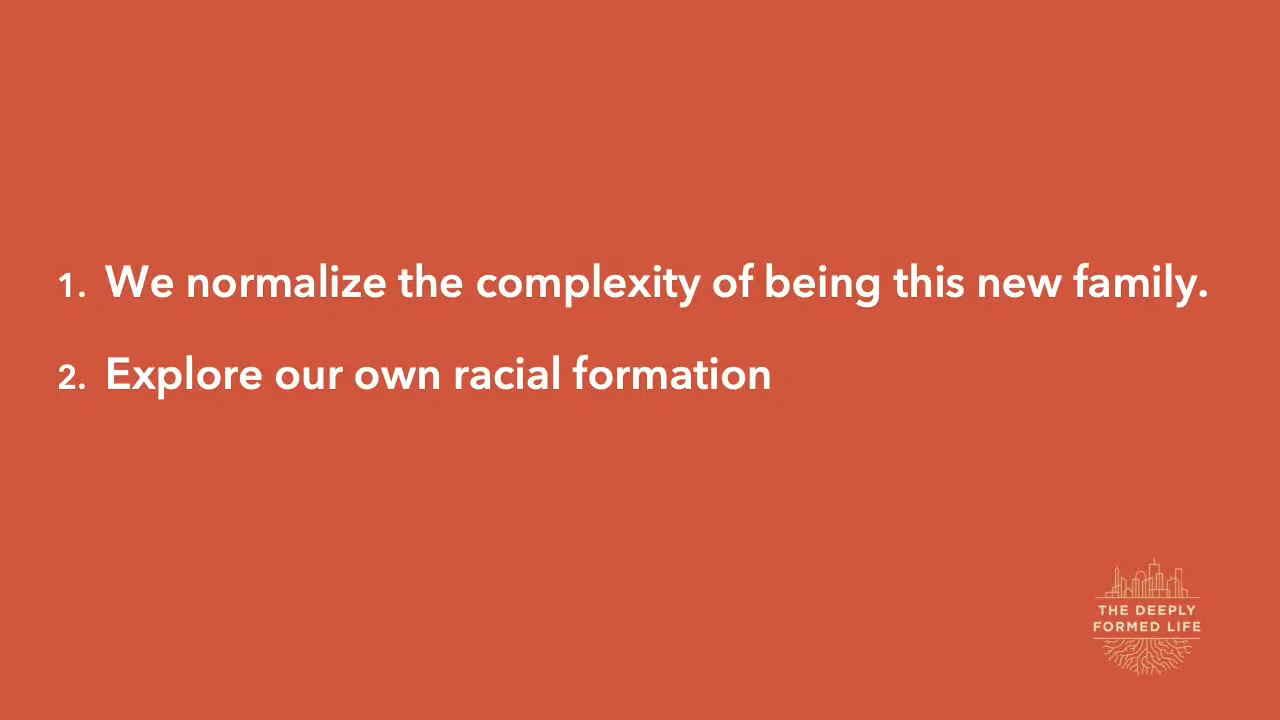 1. We normalize the complexity of being this new family.
2. Explore our own racial formation
THE DEEPLY
FORMED LIFE